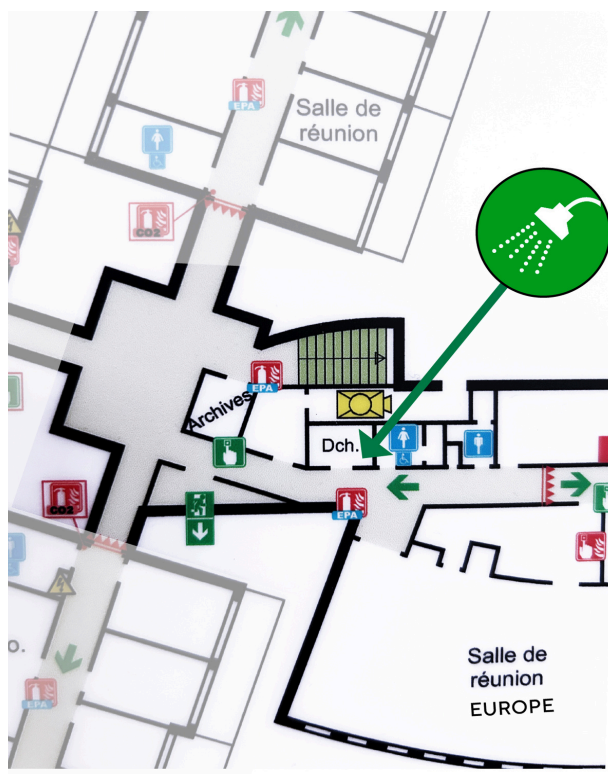 EPA
Salle de
réunion
CO2
EPA
Archives
Dch.
CO2
EPA
o.
Salle de
réunion
EUROPE
EPA